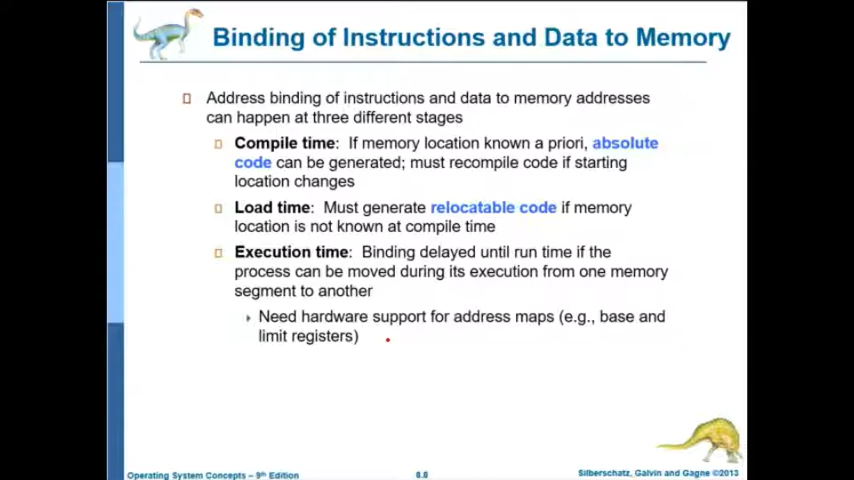 Binding of Instructions and Data to Memory
Address binding of instructions and data to memory addresses
can happen at three different stages
Compile time: If memory location known a priori, absolute
code can be generated; must recompile code if starting
location changes
Load time: Must generate relocatable code if memory
location is not known at compile time
Execution time: Binding delayed until run time if the
process can be moved during its execution from one memory
segment to another
Need hardware support for address maps (e.g., base and
limit registers)
Operating System Concepts – 9th Edition
8.8
Silberschatz, Galvin and Gagne ©2013